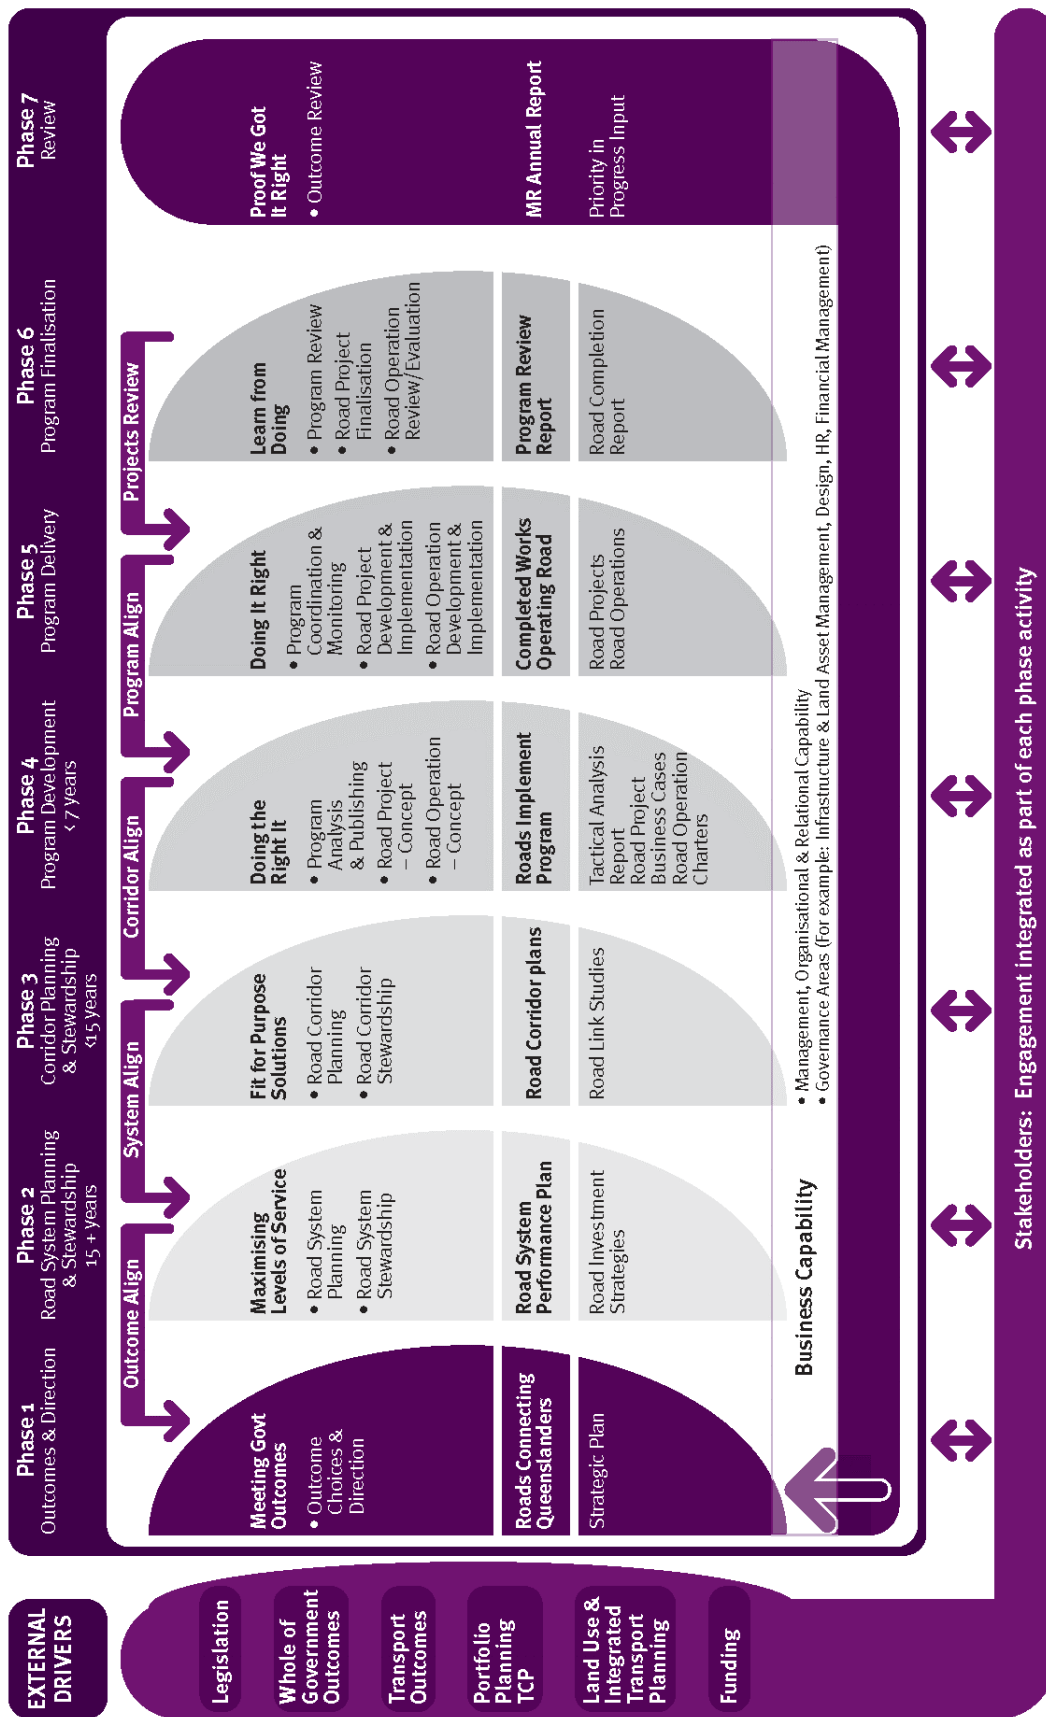 EXTERNAL
DRIVERS
Legislation
Whole of
Government
Outcomes
Transport
Outcomes
Portfolio
Planning
TCP
Land Use &
Integrated
Transport
Planning
Funding
Phase 1
Outcomes & Direction
Phase 2
Road System Planning
& Stewardship
15 + years
Phase 3
Corridor Planning
& Stewardship
<15 years
Phase 4
Program Development
<7 years
Phase 5
Program Delivery
Phase 6
Program Finalisation
Phase 7
Review
Outcome Align
System Align
Corridor Align
Program Align
Projects Review
Meeting Govt
Outcomes
• Outcome
Choices &
Direction
Roads Connecting
Queenslanders
Strategic Plan
Maximising
Levels of Service
• Road System
Planning
• Road System
Stewardship
Road System
Performance Plan
Road Investment
Strategies
Fit for Purpose
Solutions
• Road Corridor
Planning
• Road Corridor
Stewardship
Road Corridor plans
Road Link Studies
Doing the
Right It
• Program
Analysis
& Publishing
• Road Project
– Concept
• Road Operation
– Concept
Roads Implement
Program
Tactical Analysis
Report
Road Project
Business Cases
Road Operation
Charters
Doing It Right
• Program
Coordination &
Monitoring
• Road Project
Development &
Implementation
• Road Operation
Development &
Implementation
Completed Works
Operating Road
Road Projects
Road Operations
Learn from
Doing
• Program Review
• Road Project
Finalisation
• Road Operation
Review/Evaluation
Program Review
Report
Road Completion
Report
Proof We Got
It Right
• Outcome Review
MR Annual Report
Priority in
Progress Input
Business Capability
• Management, Organisational & Relational Capability
• Governance Areas (For example: Infrastructure & Land Asset Management, Design, HR, Financial Management)
Stakeholders: Engagement integrated as part of each phase activity